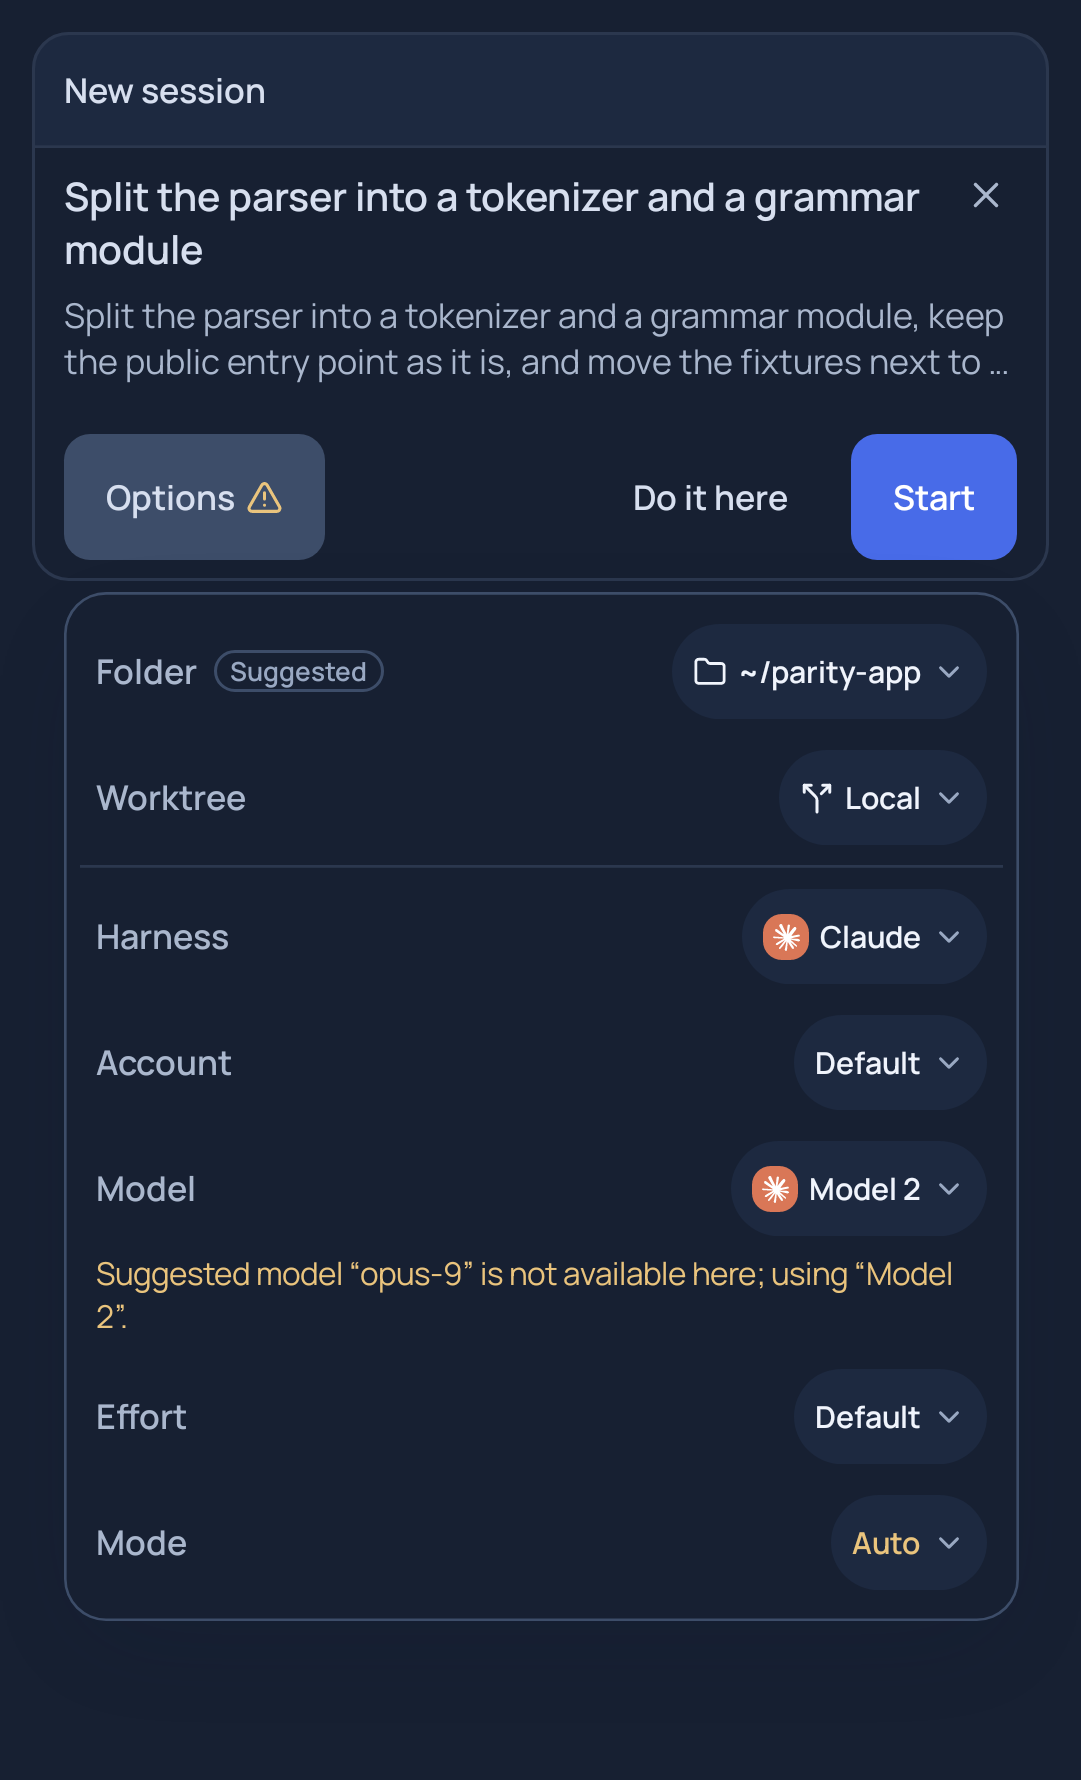 New session
Split the parser into a tokenizer and a grammar
module
Split the parser into a tokenizer and a grammar module, keep
the public entry point as it is, and move the fixtures next to ...
Options
Do it here
Start
Folder
Suggested
~/parity-app
Worktree
Local
Harness
Claude
Account
Default
Model
Model 2
Suggested model “opus-9” is not available here; using “Model
2”.
Effort
Default
Mode
Auto